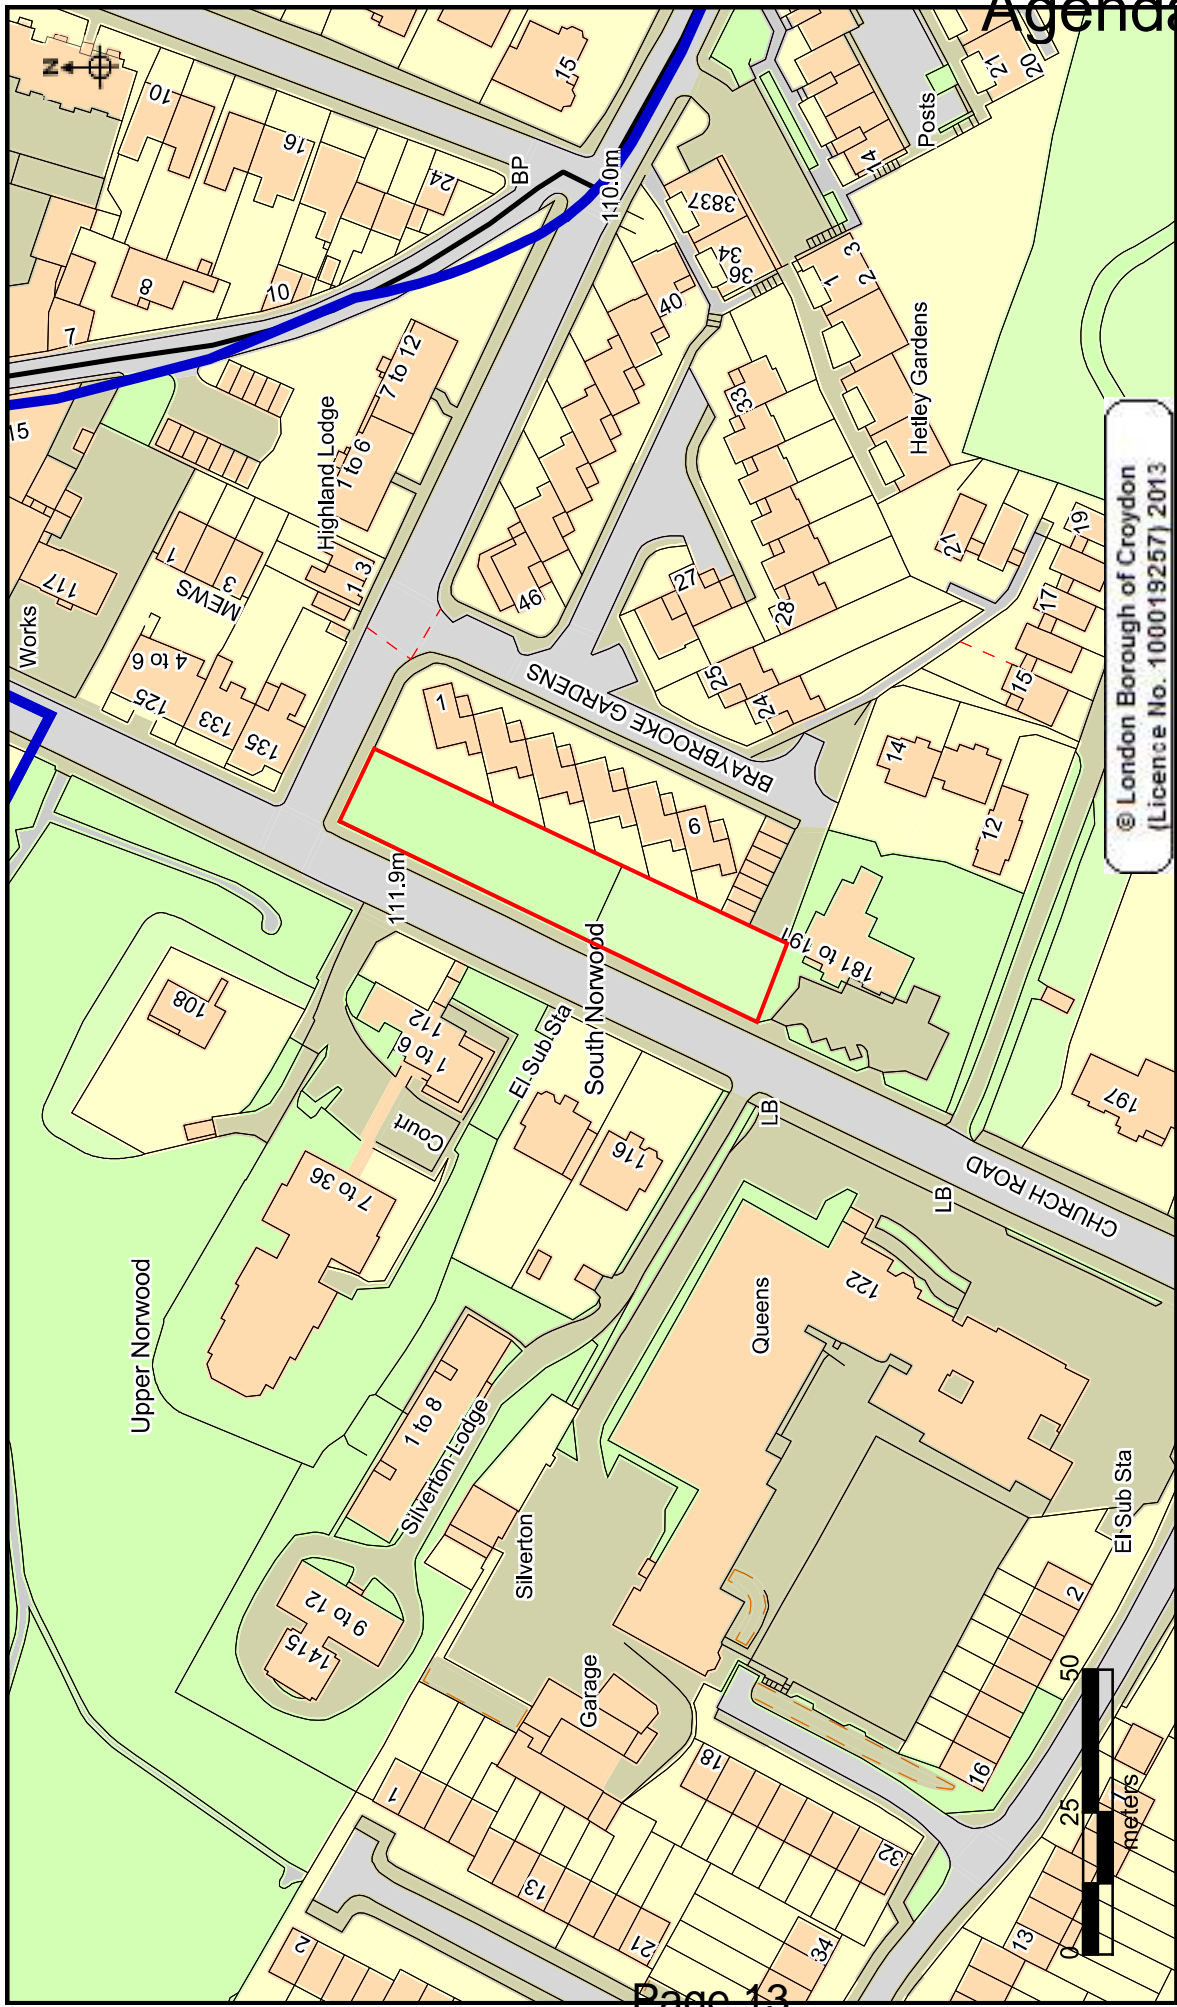 Agenda
N
10
16
24
BP
15
110.0m
Posts
14
21
20
3837
34
36
1
2
3
8
10
7
15
40
Hetley Gardens
7 to 12
1 to 6
Highland Lodge
33
117
Works
1
3
MEWS
1.3
46
27
28
27
19
17
15
4 to 6
125
133
135
25
24
BRAYBROOKE GARDENS
1
6
14
12
© London Borough of Croydon
(Licence No. 100019257) 2013
111.9m
South Norwood
181 to 191
108
112
1 to 6
El Sub Sta
Court
116
7 to 36
LB
LB
CHURCH ROAD
197
Upper Norwood
Queens
122
1 to 8
Silverton Lodge
Silverton
9 to 12
1415
El Sub Sta
2
16
Garage
18
32
1
13
21
2
34
13
0
25
50
meters
Page 13